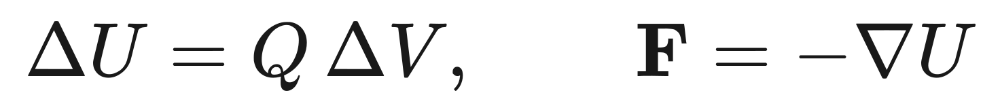 ΔU = Q ΔV, F = −∇U